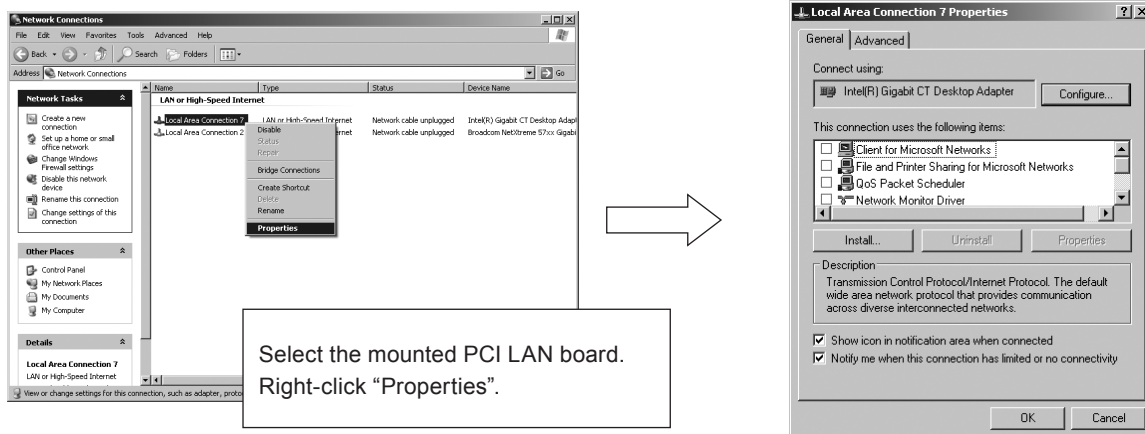 Network Connections
File Edit View Favorites Tools Advanced Help
Back Search Folders
Address Network Connections Go
Network Tasks
Create a new
connection
Set up a home or small
office network
Change Windows
Firewall settings
Disable this network
device
Rename this connection
Change settings of this
connection
Other Places
Control Panel
My Network Places
My Documents
My Computer
Details
Local Area Connection 7
LAN or High-Speed Internet
View or change settings for this connection, such as adapter,
Name Type Status Device Name
LAN or High-Speed Internet
Local Area Connection 7 LAN or High-Speed Internet Network cable unplugged Intel(R) Gigabit CT Desktop Adapt
Local Area Connection 2 ernet Network cable unplugged Broadcom NetXtreme 57xx Gigabi
Disable
Status
Repair
Bridge Connections
Create Shortcut
Delete
Rename
Properties
Select the mounted PCI LAN board.
Right-click “Properties”.
Local Area Connection 7 Properties
General Advanced
Connect using:
Intel(R) Gigabit CT Desktop Adapter Configure...
This connection uses the following items:
Client for Microsoft Networks
File and Printer Sharing for Microsoft Networks
QoS Packet Scheduler
Network Monitor Driver
Install... Uninstall Properties
Description
Transmission Control Protocol/Internet Protocol. The default
wide area network protocol that provides communication
across diverse interconnected networks.
Show icon in notification area when connected
Notify me when this connection has limited or no connectivity
OK Cancel